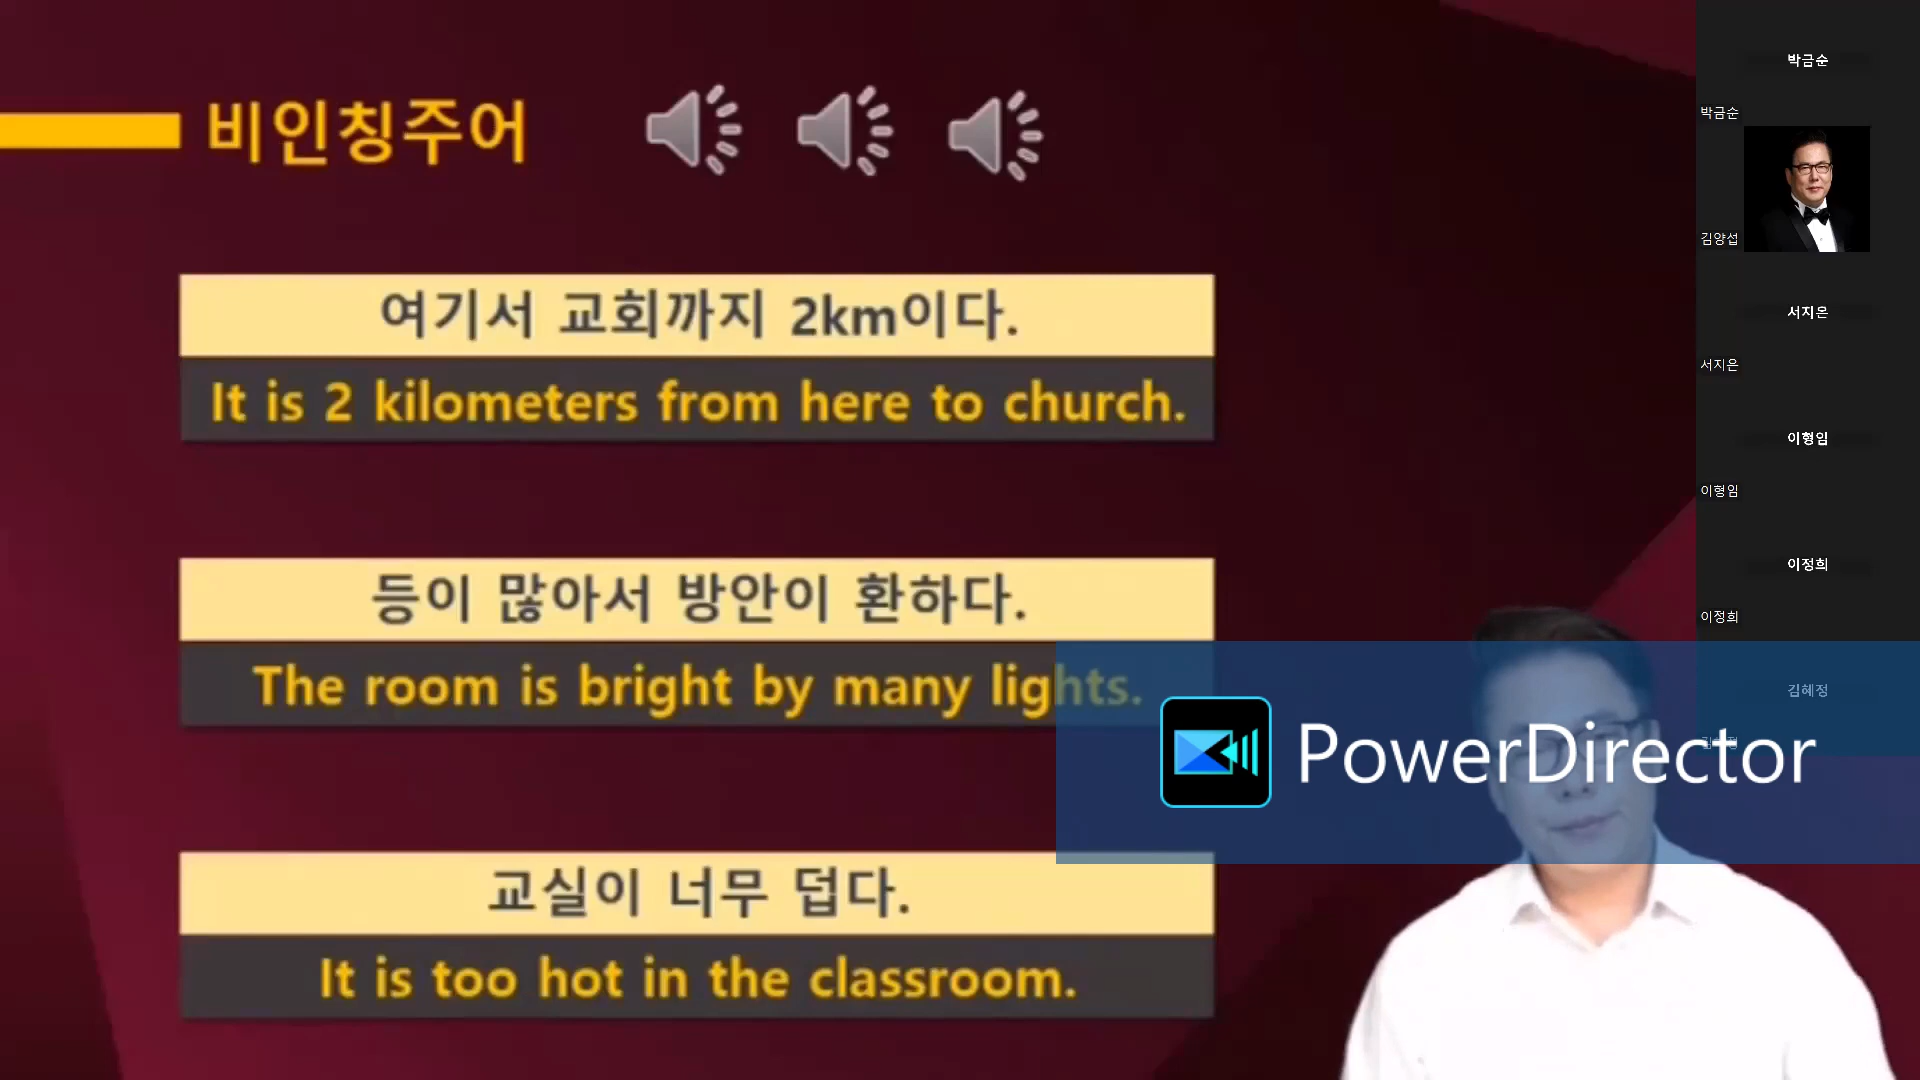 비인칭주어
여기서 교회까지 2km이다.
It is 2 kilometers from here to church.
등이 많아서 방안이 환하다.
The room is bright by many lights.
교실이 너무 덥다.
It is too hot in the classroom.
PowerDirector
박금순
박금순
김양섭
서지은
서지은
이형임
이형임
이정희
이정희
김혜정